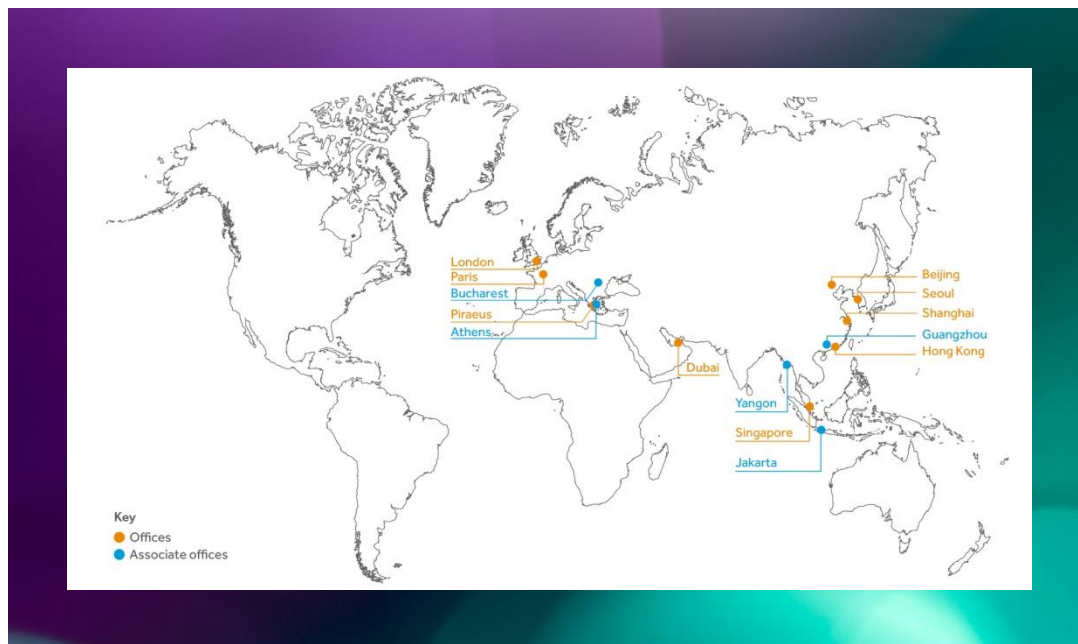 London
Paris
Bucharest
Piraeus
Athens
Dubai
Yangon
Singapore
Jakarta
Beijing
Seoul
Shanghai
Guangzhou
Hong Kong
Key
Offices
Associate offices